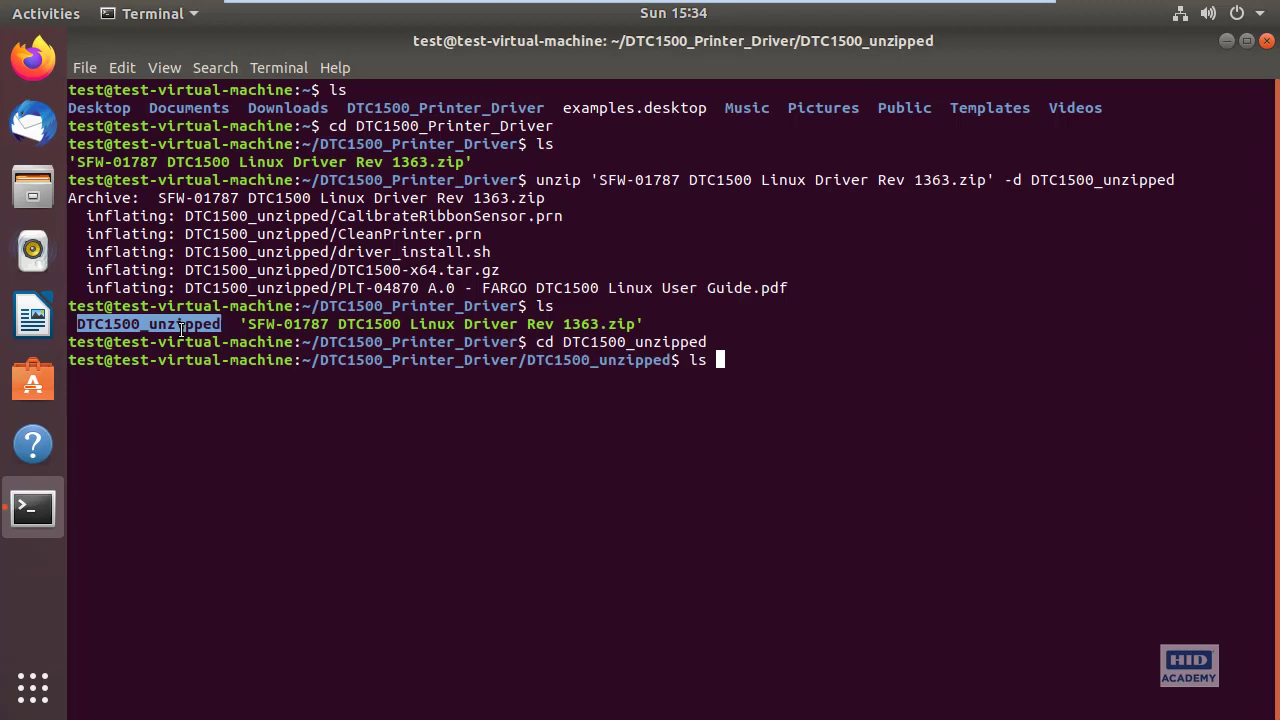 Activities Terminal Sun 15:34
test@test-virtual-machine: ~/DTC1500_Printer_Driver/DTC1500_unzipped
File Edit View Search Terminal Help
test@test-virtual-machine:~$ ls
Desktop Documents Downloads DTC1500_Printer_Driver examples.desktop Music Pictures Public Templates Videos
test@test-virtual-machine:~$ cd DTC1500_Printer_Driver
test@test-virtual-machine:~/DTC1500_Printer_Driver$ ls
'SFW-01787 DTC1500 Linux Driver Rev 1363.zip'
test@test-virtual-machine:~/DTC1500_Printer_Driver$ unzip 'SFW-01787 DTC1500 Linux Driver Rev 1363.zip' -d DTC1500_unzipped
Archive:  SFW-01787 DTC1500 Linux Driver Rev 1363.zip
  inflating: DTC1500_unzipped/CalibrateRibbonSensor.prn
  inflating: DTC1500_unzipped/CleanPrinter.prn
  inflating: DTC1500_unzipped/driver_install.sh
  inflating: DTC1500_unzipped/DTC1500-x64.tar.gz
  inflating: DTC1500_unzipped/PLT-04870 A.0 - FARGO DTC1500 Linux User Guide.pdf
test@test-virtual-machine:~/DTC1500_Printer_Driver$ ls
 DTC1500_unzipped  'SFW-01787 DTC1500 Linux Driver Rev 1363.zip'
test@test-virtual-machine:~/DTC1500_Printer_Driver$ cd DTC1500_unzipped
test@test-virtual-machine:~/DTC1500_Printer_Driver/DTC1500_unzipped$ ls
HID
ACADEMY